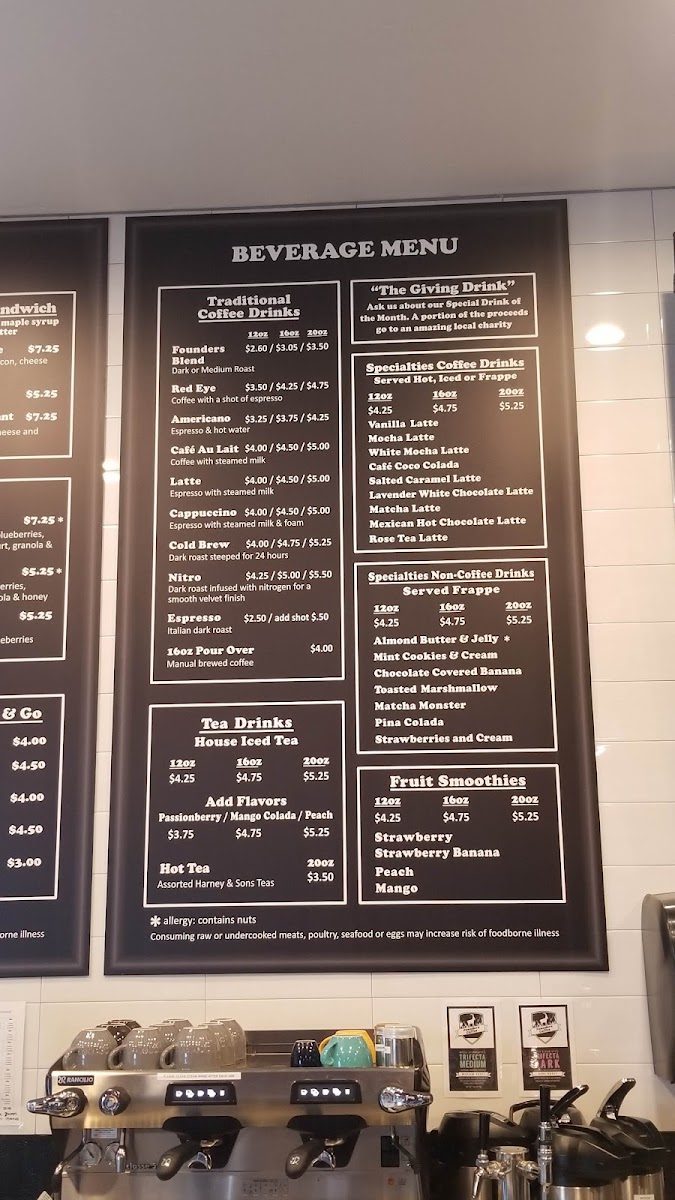 ndwich
maple syrup
tter
e $7.25
con, cheese
$5.25
ant $7.25
heese and
$7.25 *
blueberries,
urt, granola &
$5.25 *
erries,
ola & honey
$5.25
eberries
& Go
$4.00
$4.50
$4.00
$4.50
$3.00
orne illness
BEVERAGE MENU
Traditional
Coffee Drinks
12oz 16oz 20oz
Founders $2.60 / $3.05 / $3.50
Blend
Dark or Medium Roast
Red Eye $3.50 / $4.25 / $4.75
Coffee with a shot of espresso
Americano $3.25 / $3.75 / $4.25
Espresso & hot water
Café Au Lait $4.00 / $4.50 / $5.00
Coffee with steamed milk
Latte $4.00 / $4.50 / $5.00
Espresso with steamed milk
Cappuccino $4.00 / $4.50 / $5.00
Espresso with steamed milk & foam
Cold Brew $4.00 / $4.75 / $5.25
Dark roast steeped for 24 hours
Nitro $4.25 / $5.00 / $5.50
Dark roast infused with nitrogen for a
smooth velvet finish
Espresso $2.50 / add shot $.50
Italian dark roast
16oz Pour Over $4.00
Manual brewed coffee
Tea Drinks
House Iced Tea
12oz 16oz 20oz
$4.25 $4.75 $5.25
Add Flavors
Passionberry / Mango Colada / Peach
$3.75 $4.75 $5.25
Hot Tea 20oz
Assorted Harney & Sons Teas $3.50
"The Giving Drink"
Ask us about our Special Drink of
the Month. A portion of the proceeds
go to an amazing local charity
Specialties Coffee Drinks
Served Hot, Iced or Frappe
12oz 16oz 20oz
$4.25 $4.75 $5.25
Vanilla Latte
Mocha Latte
White Mocha Latte
Café Coco Colada
Salted Caramel Latte
Lavender White Chocolate Latte
Matcha Latte
Mexican Hot Chocolate Latte
Rose Tea Latte
Specialties Non-Coffee Drinks
Served Frappe
12oz 16oz 20oz
$4.25 $4.75 $5.25
Almond Butter & Jelly *
Mint Cookies & Cream
Chocolate Covered Banana
Toasted Marshmallow
Matcha Monster
Pina Colada
Strawberries and Cream
Fruit Smoothies
12oz 16oz 20oz
$4.25 $4.75 $5.25
Strawberry
Strawberry Banana
Peach
Mango
* allergy: contains nuts
Consuming raw or undercooked meats, poultry, seafood or eggs may increase risk of foodborne illness
RANCILIO
TRIFECTA
MEDIUM
FECTA
ARK